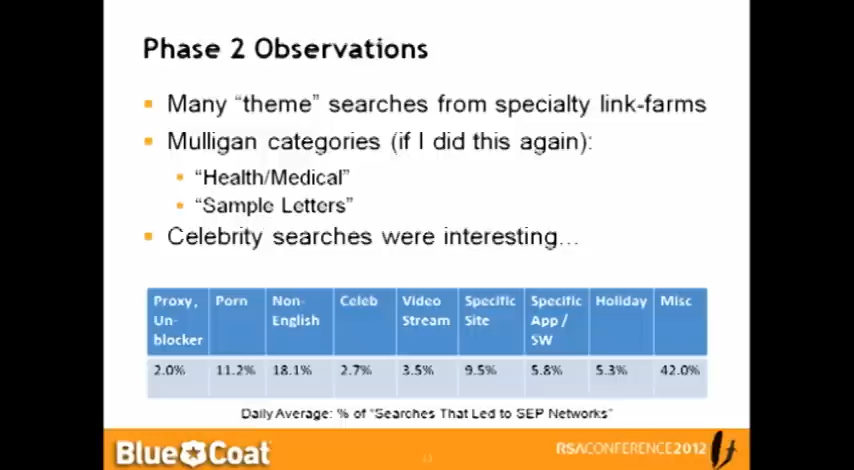 Phase 2 Observations
Many “theme” searches from specialty link-farms
Mulligan categories (if I did this again):
“Health/Medical”
“Sample Letters”
Celebrity searches were interesting…
Proxy, Un-blocker Porn Non-English Celeb Video Stream Specific Site Specific App / SW Holiday Misc
2.0% 11.2% 18.1% 2.7% 3.5% 9.5% 5.8% 5.3% 42.0%
Daily Average: % of “Searches That Led to SEP Networks”
Blue Coat
RSACONFERENCE2012